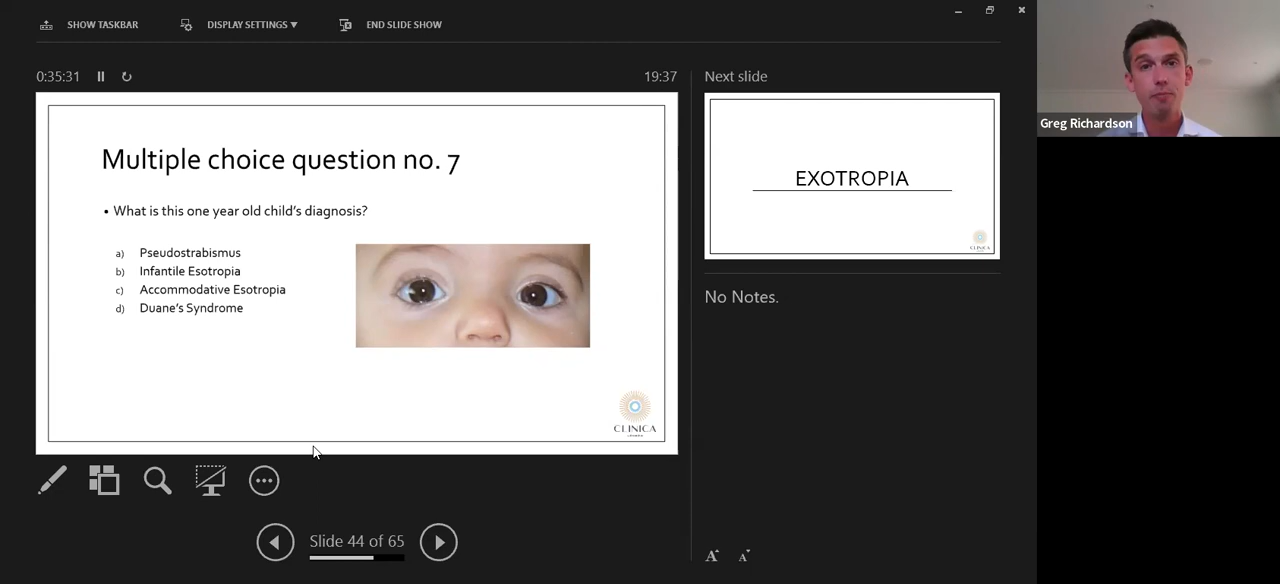 SHOW TASKBAR
DISPLAY SETTINGS ▼
END SLIDE SHOW
0:35:31
19:37
Next slide
Multiple choice question no. 7
• What is this one year old child's diagnosis?
a) Pseudostrabismus
b) Infantile Esotropia
c) Accommodative Esotropia
d) Duane's Syndrome
CLINICA
EXOTROPIA
CLINICA
No Notes.
Slide 44 of 65
A A
Greg Richardson